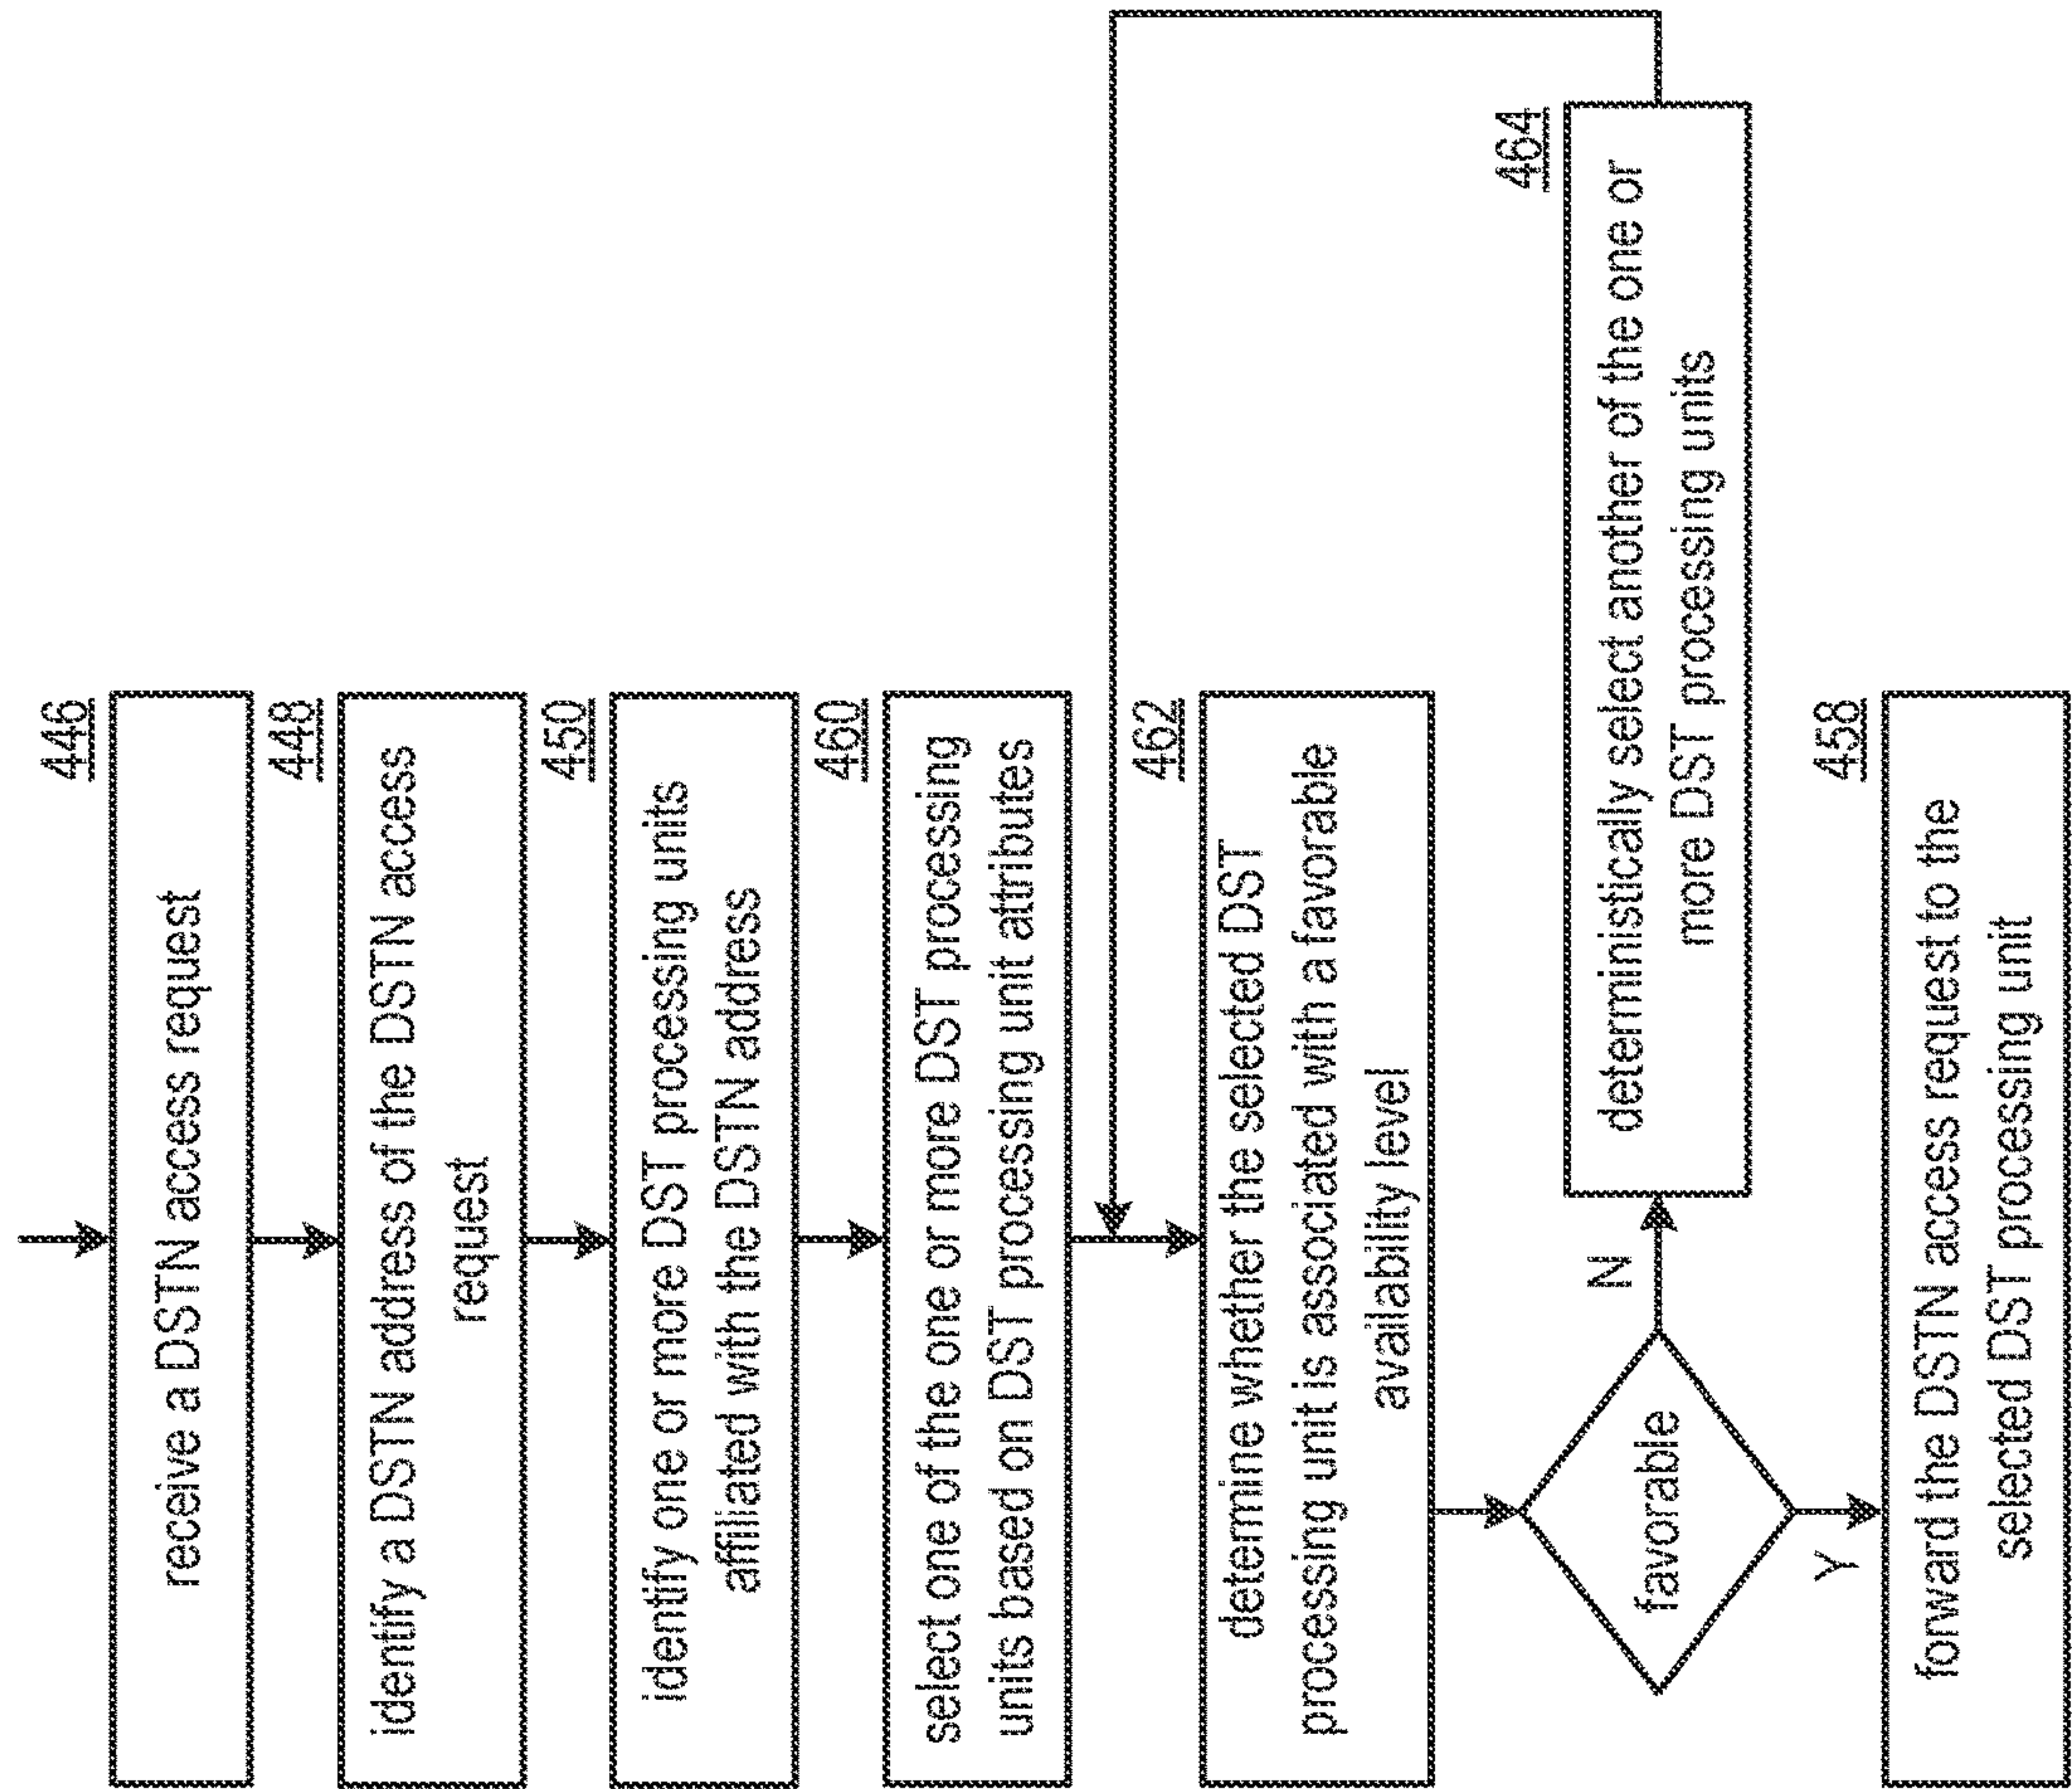 446
receive a DSTN access request
448
identify a DSTN address of the DSTN access
request
450
identify one or more DST processing units
affiliated with the DSTN address
460
select one of the one or more DST processing
units based on DST processing unit attributes
462
determine whether the selected DST
processing unit is associated with a favorable
availability level
favorable
N
464
deterministically select another of the one or
more DST processing units
Y
458
forward the DSTN access request to the
selected DST processing unit